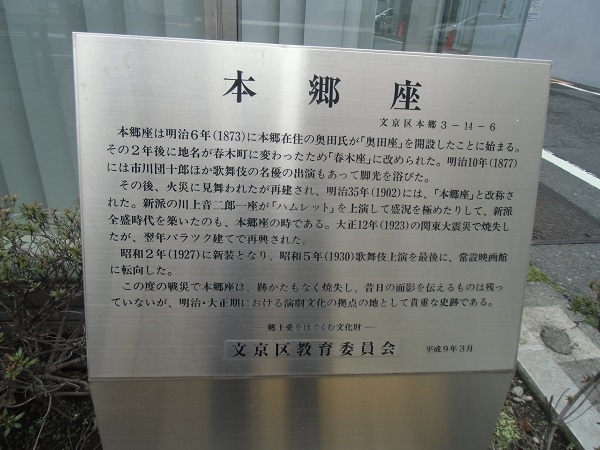 本郷座
文京区本郷3-14-6
本郷座は明治6年(1873)に本郷在住の奥田氏が「奥田座」を開設したことに始まる。
その2年後に地名が春木町に変わったため「春木座」に改められた。明治10年(1877)
には市川団十郎ほか歌舞伎の名優の出演もあって脚光を浴びた。
その後、火災に見舞われたが再建され、明治35年(1902)には、「本郷座」と改称さ
れた。新派の川上音二郎一座が「ハムレット」を上演して盛況を極めたりして、新派
全盛時代を築いたのも、本郷座の時である。大正12年(1923)の関東大震災で焼失し
たが、翌年バラツク建てで再興された。
昭和2年(1927)に新装となり、昭和5年(1930)歌舞伎上演を最後に、常設映画館
に転向した。
この度の戦災で本郷座は、跡かたもなく焼失し、昔日の面影を伝えるものは残っ
ていないが、明治・大正期における演劇文化の拠点の地として貴重な史跡である。
郷土愛をはぐくむ文化財―
文京区教育委員会 平成9年3月